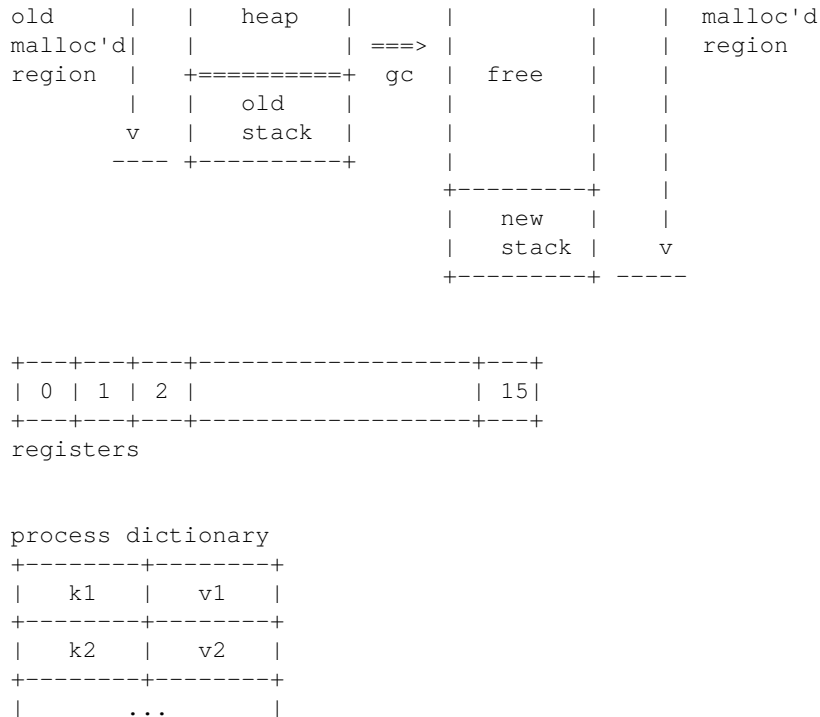 old | | heap | | | | malloc'd
malloc'd| | | ===> | | | region
region | +==========+ gc | free | |
| | old | | | |
v | stack | | | |
---- +----------+ | | |
+---------+ |
| new | |
| stack | v
+---------+ -----
+---+---+---+-----------------+---+
| 0 | 1 | 2 | | 15|
+---+---+---+-----------------+---+
registers
process dictionary
+--------+--------+
| k1 | v1 |
+--------+--------+
| k2 | v2 |
+--------+--------+
| ... |